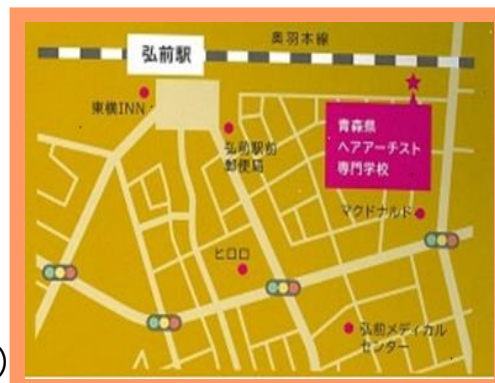 奥羽本線
弘前駅
東横INN
弘前駅前
郵便局
青森県
ヘアアーチスト
専門学校
マクドナルド
ヒロロ
弘前メディカル
センター
)